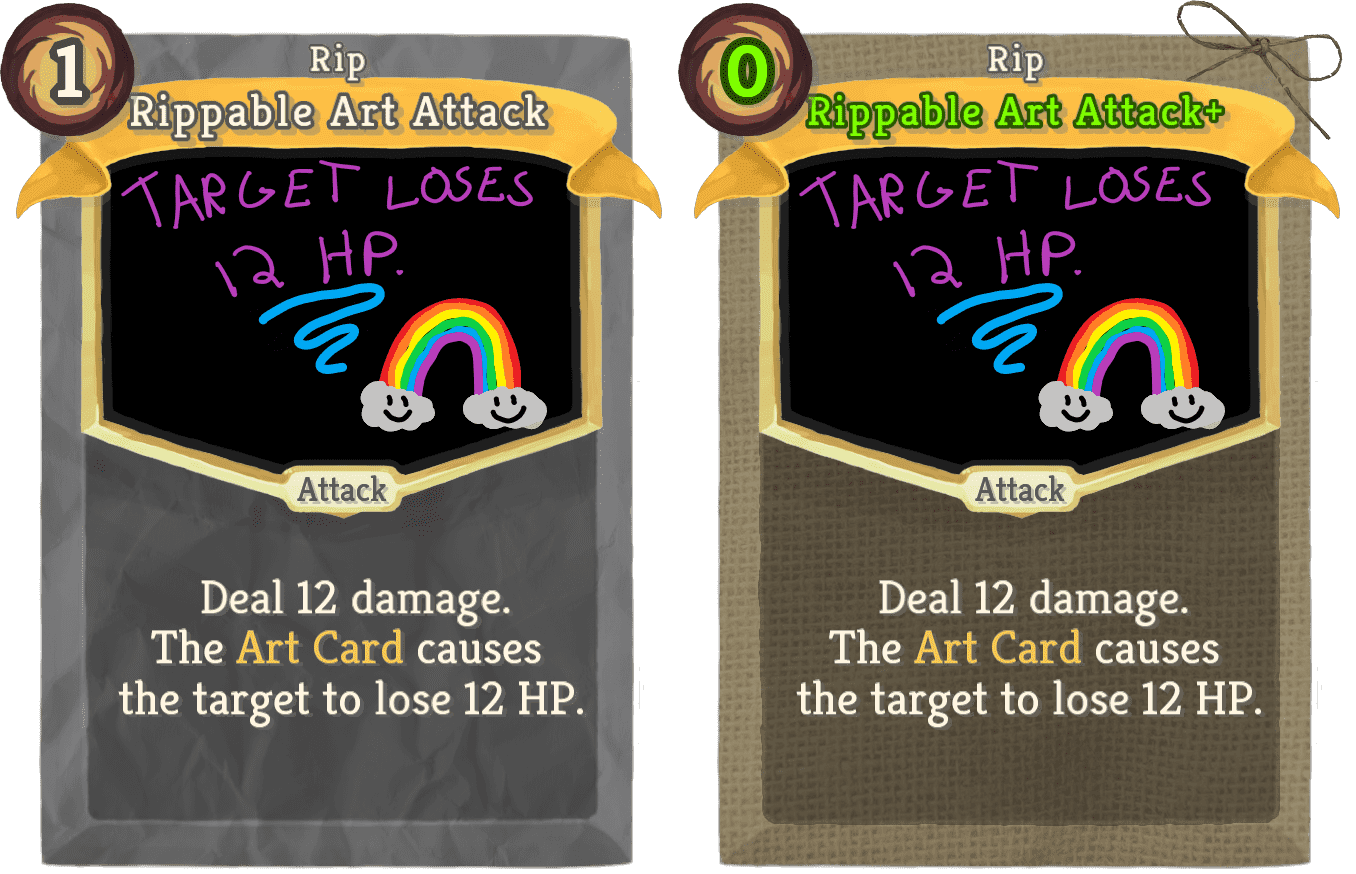 1
Rip
Rippable Art Attack
TARGET LOSES
12 HP.
Attack
Deal 12 damage.
The Art Card causes
the target to lose 12 HP.
0
Rip
Rippable Art Attack+
TARGET LOSES
12 HP.
Attack
Deal 12 damage.
The Art Card causes
the target to lose 12 HP.